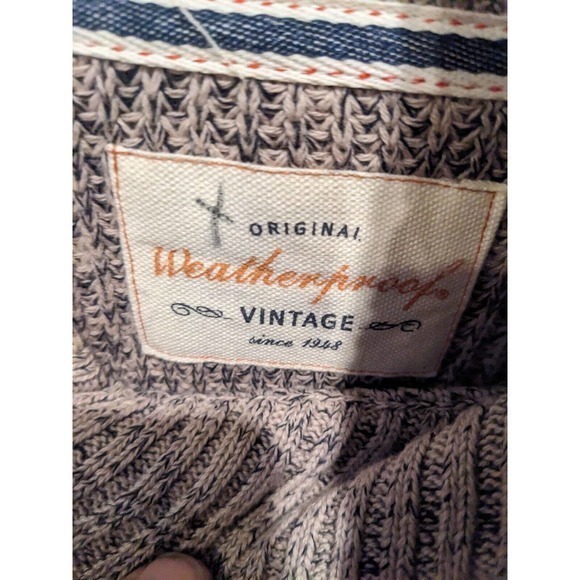 ORIGINAL
Weatherproof®
VINTAGE
since 1948